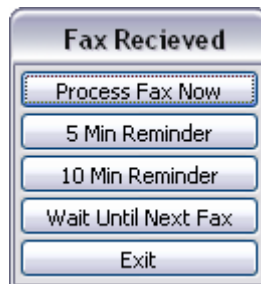 Fax Recieved
Process Fax Now
5 Min Reminder
10 Min Reminder
Wait Until Next Fax
Exit